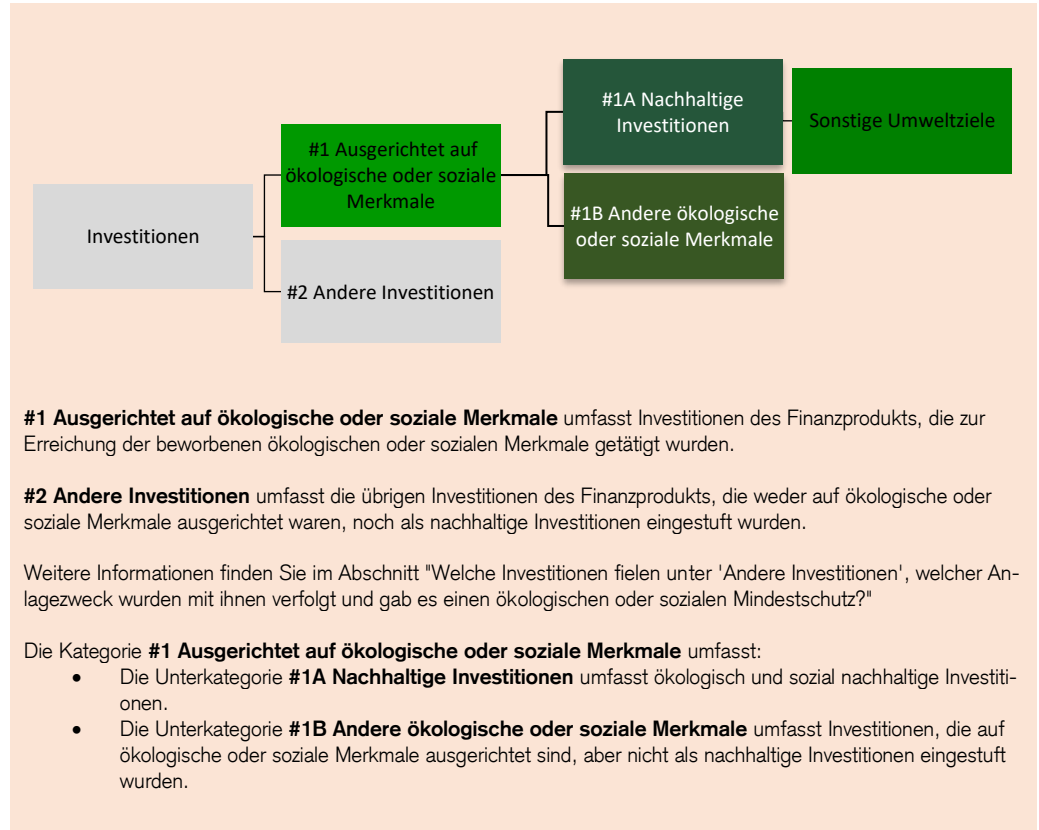 #1A Nachhaltige
Investitionen
Sonstige Umweltziele
#1 Ausgerichtet auf
ökologische oder soziale
Merkmale
#1B Andere ökologische
oder soziale Merkmale
Investitionen
#2 Andere Investitionen
#1 Ausgerichtet auf ökologische oder soziale Merkmale umfasst Investitionen des Finanzprodukts, die zur
Erreichung der beworbenen ökologischen oder sozialen Merkmale getätigt wurden.
#2 Andere Investitionen umfasst die übrigen Investitionen des Finanzprodukts, die weder auf ökologische oder
soziale Merkmale ausgerichtet waren, noch als nachhaltige Investitionen eingestuft wurden.
Weitere Informationen finden Sie im Abschnitt "Welche Investitionen fielen unter 'Andere Investitionen', welcher An-
lagezweck wurden mit ihnen verfolgt und gab es einen ökologischen oder sozialen Mindestschutz?"
Die Kategorie #1 Ausgerichtet auf ökologische oder soziale Merkmale umfasst:
• Die Unterkategorie #1A Nachhaltige Investitionen umfasst ökologisch und sozial nachhaltige Investiti-
onen.
• Die Unterkategorie #1B Andere ökologische oder soziale Merkmale umfasst Investitionen, die auf
ökologische oder soziale Merkmale ausgerichtet sind, aber nicht als nachhaltige Investitionen eingestuft
wurden.